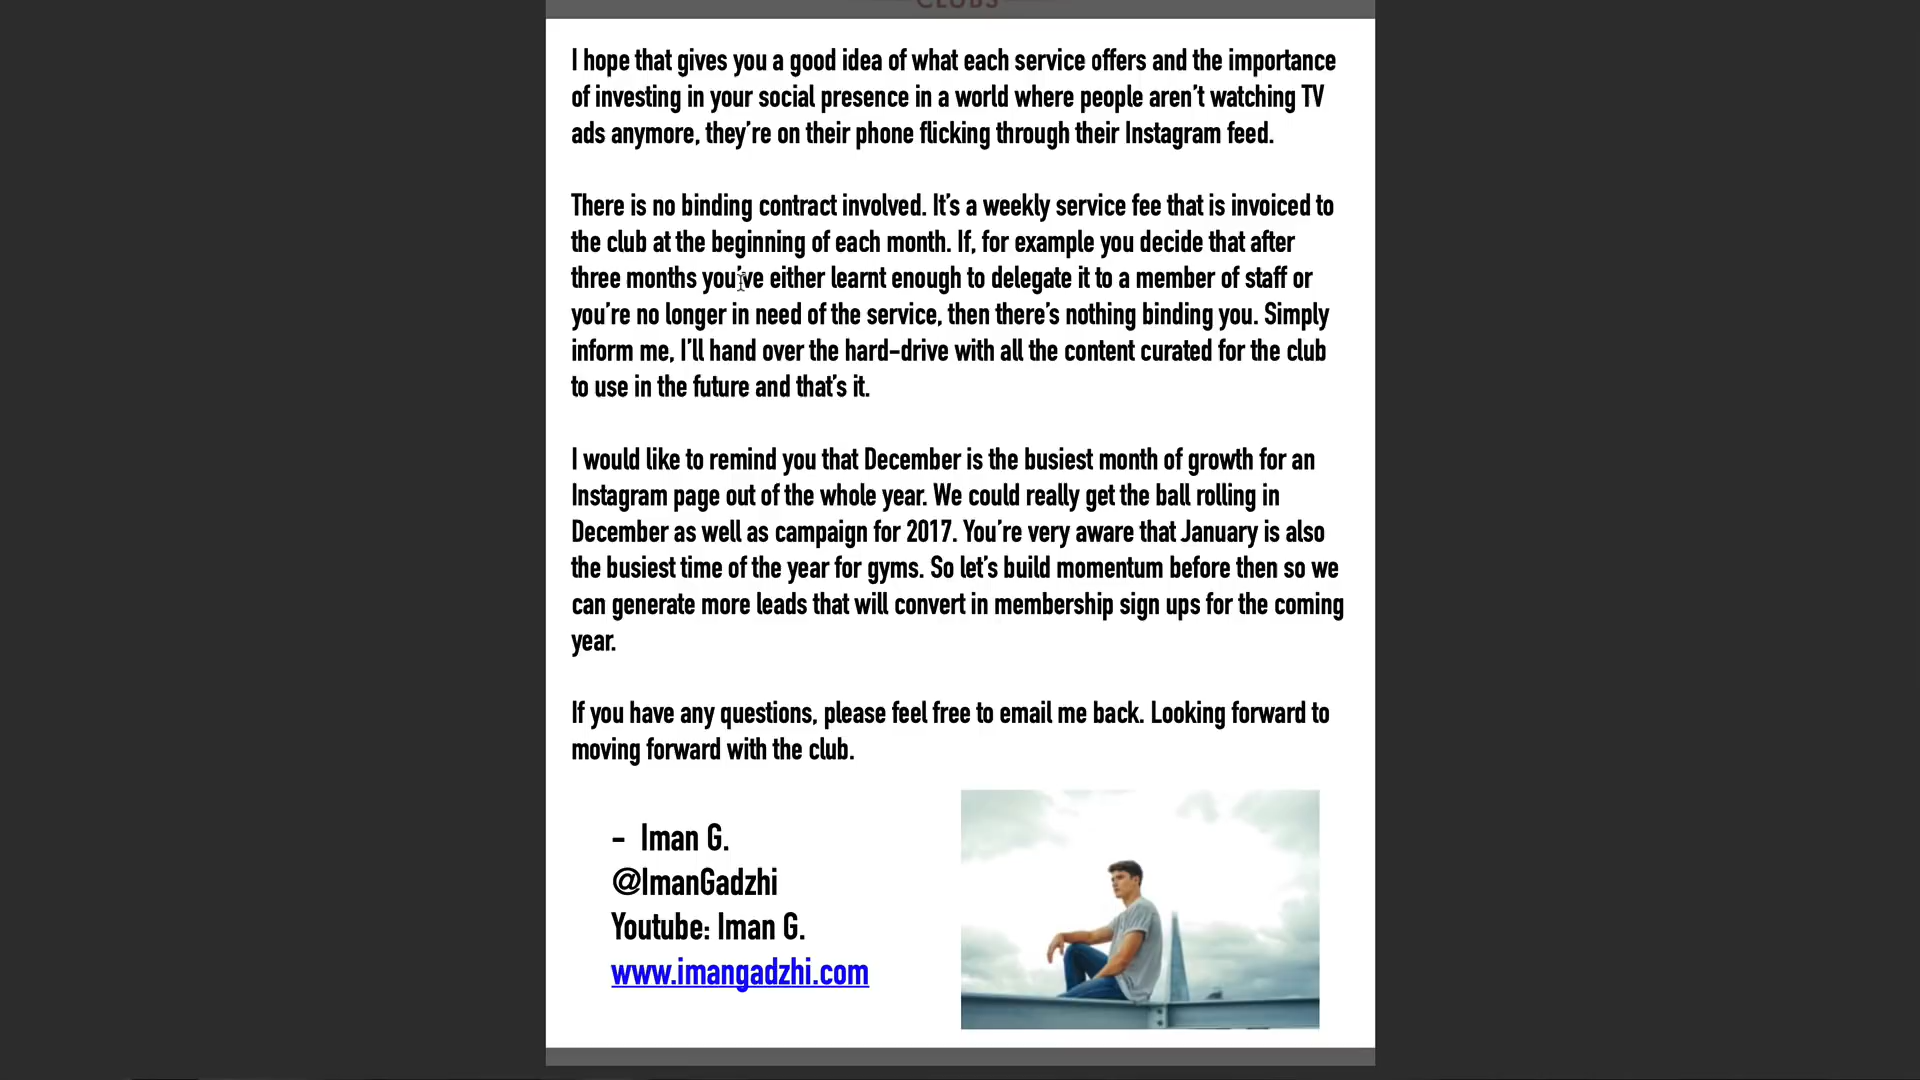 CLUBS
I hope that gives you a good idea of what each service offers and the importance
of investing in your social presence in a world where people aren’t watching TV
ads anymore, they’re on their phone flicking through their Instagram feed.
There is no binding contract involved. It’s a weekly service fee that is invoiced to
the club at the beginning of each month. If, for example you decide that after
three months you’ve either learnt enough to delegate it to a member of staff or
you’re no longer in need of the service, then there’s nothing binding you. Simply
inform me, I’ll hand over the hard-drive with all the content curated for the club
to use in the future and that’s it.
I would like to remind you that December is the busiest month of growth for an
Instagram page out of the whole year. We could really get the ball rolling in
December as well as campaign for 2017. You’re very aware that January is also
the busiest time of the year for gyms. So let’s build momentum before then so we
can generate more leads that will convert in membership sign ups for the coming
year.
If you have any questions, please feel free to email me back. Looking forward to
moving forward with the club.
- Iman G.
@ImanGadzhi
Youtube: Iman G.
www.imangadzhi.com